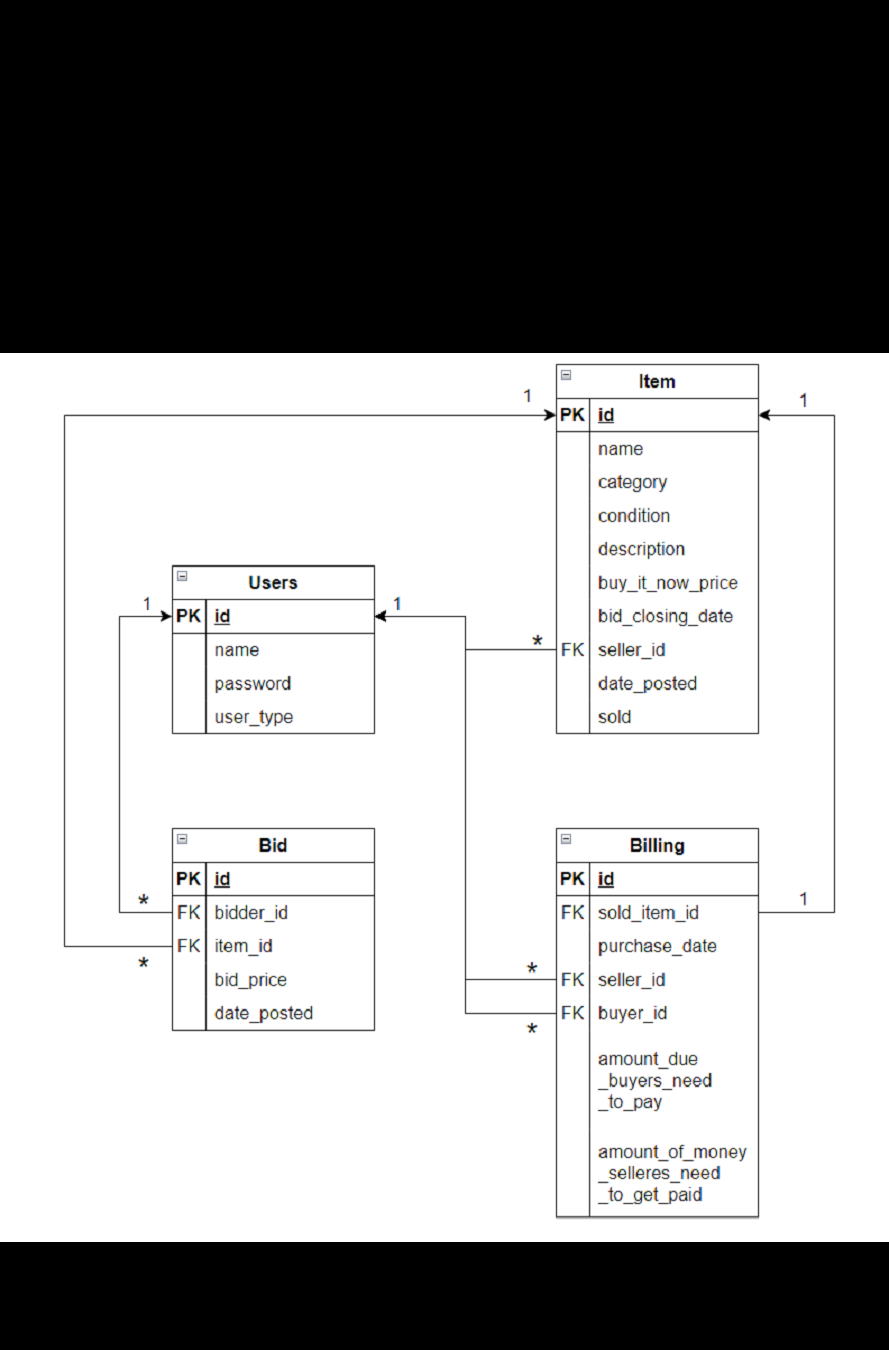 Item
1
1
PK id
name
category
condition
description
buy_it_now_price
bid_closing_date
* FK seller_id
date_posted
sold
Users
1
1
PK id
name
password
user_type
Bid
PK id
* FK bidder_id
FK item_id
*
bid_price
date_posted
Billing
PK id
FK sold_item_id
1
purchase_date
* FK seller_id
FK buyer_id
*
amount_due
_buyers_need
_to_pay
amount_of_money
_selleres_need
_to_get_paid